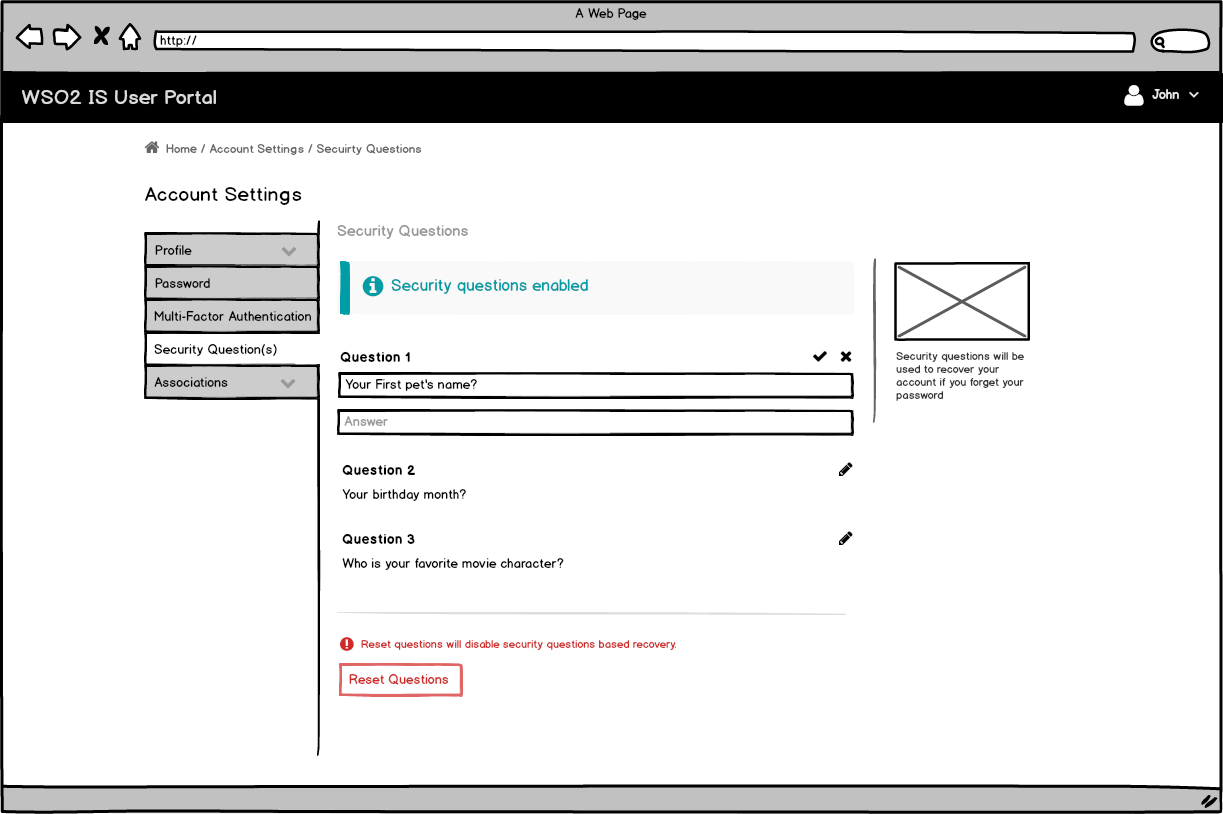 A Web Page
http://
WSO2 IS User Portal
John
Home / Account Settings / Secuirty Questions
Account Settings
Profile
Password
Multi-Factor Authentication
Security Question(s)
Associations
Security Questions
Security questions enabled
Question 1
Your First pet's name?
Answer
Question 2
Your birthday month?
Question 3
Who is your favorite movie character?
Reset questions will disable security questions based recovery.
Reset Questions
Security questions will be
used to recover your
account if you forget your
password